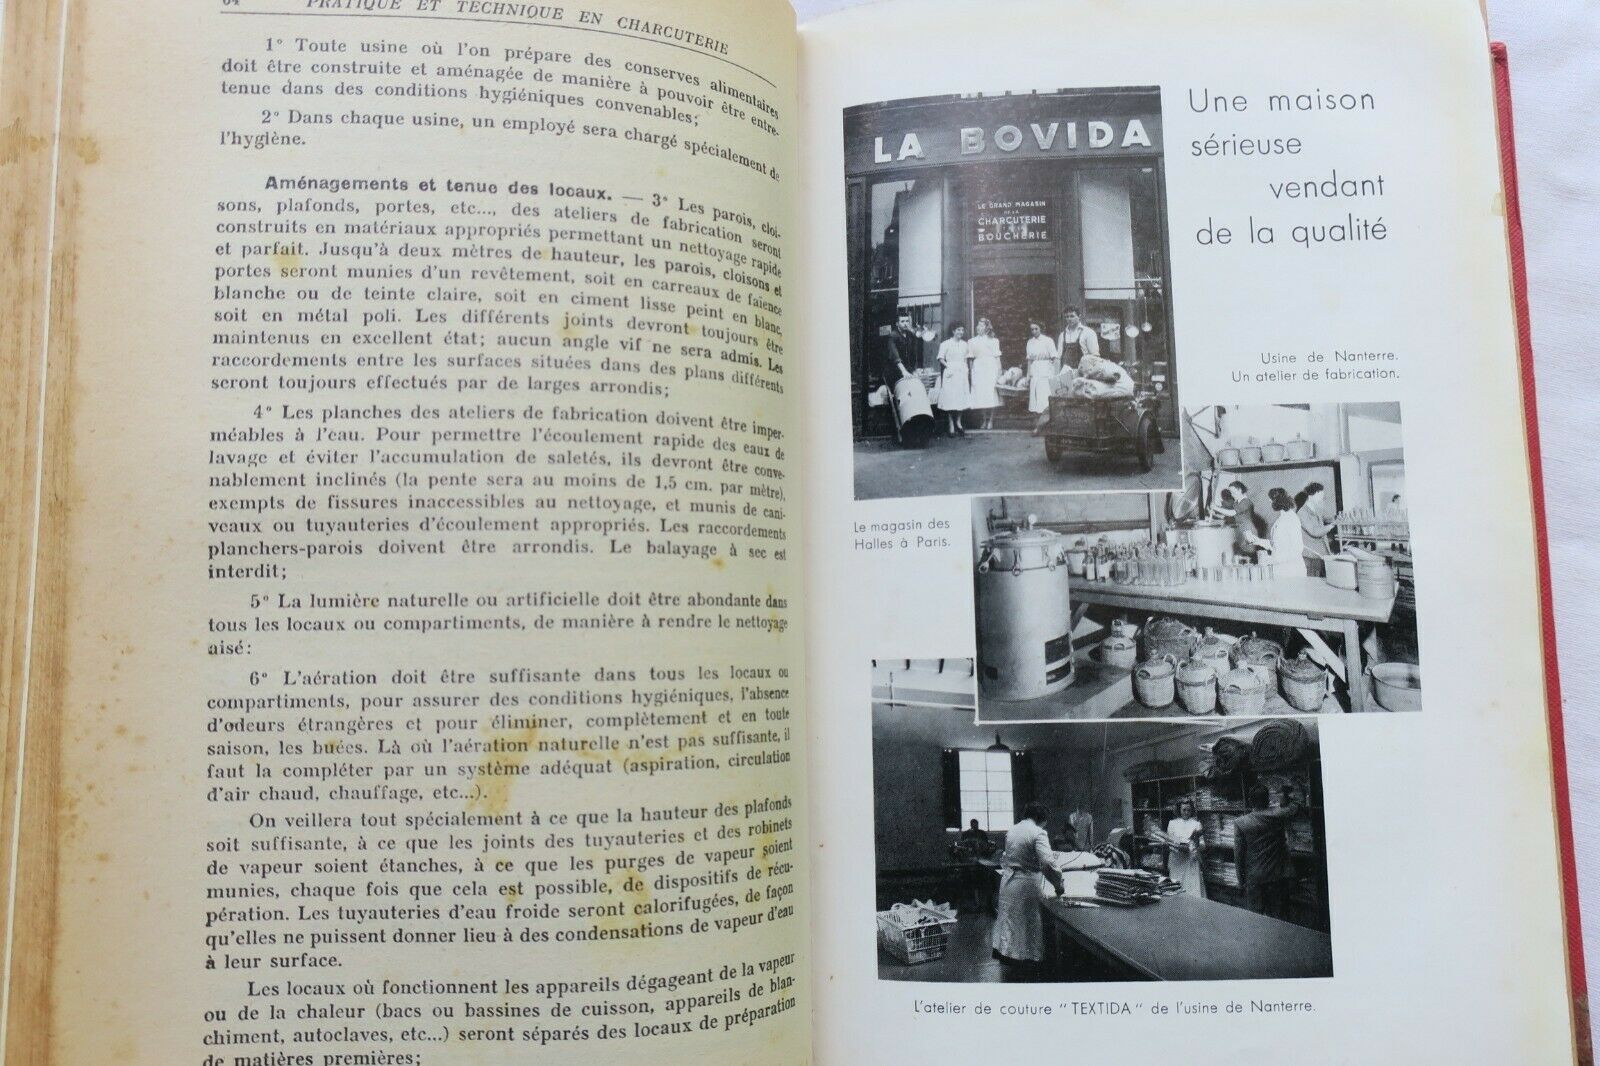 64 PRATIQUE ET TECHNIQUE EN CHARCUTERIE
1° Toute usine où l'on prépare des conserves alimentaires
doit être construite et aménagée de manière à pouvoir être entre-
tenue dans des conditions hygiéniques convenables;
2° Dans chaque usine, un employé sera chargé spécialement de
l'hygiène.
Aménagements et tenue des locaux. — 3° Les parois, cloi-
sons, plafonds, portes, etc..., des ateliers de fabrication seront
construits en matériaux appropriés permettant un nettoyage rapide
et parfait. Jusqu'à deux mètres de hauteur, les parois, cloisons et
portes seront munies d'un revêtement, soit en carreaux de faïence
blanche ou de teinte claire, soit en ciment lisse peint en blanc,
soit en métal poli. Les différents joints devront toujours être
maintenus en excellent état; aucun angle vif ne sera admis. Les
raccordements entre les surfaces situées dans des plans différents
seront toujours effectués par de larges arrondis;
4° Les planches des ateliers de fabrication doivent être imper-
méables à l'eau. Pour permettre l'écoulement rapide des eaux de
lavage et éviter l'accumulation de saletés, ils devront être conve-
nablement inclinés (la pente sera au moins de 1,5 cm. par mètre),
exempts de fissures inaccessibles au nettoyage, et munis de cani-
veaux ou tuyauteries d'écoulement appropriés. Les raccordements
planchers-parois doivent être arrondis. Le balayage à sec est
interdit;
5° La lumière naturelle ou artificielle doit être abondante dans
tous les locaux ou compartiments, de manière à rendre le nettoyage
aisé:
6° L'aération doit être suffisante dans tous les locaux ou
compartiments, pour assurer des conditions hygiéniques, l'absence
d'odeurs étrangères et pour éliminer, complètement et en toute
saison, les buées. Là où l'aération naturelle n'est pas suffisante, il
faut la compléter par un système adéquat (aspiration, circulation
d'air chaud, chauffage, etc...).
On veillera tout spécialement à ce que la hauteur des plafonds
soit suffisante, à ce que les joints des tuyauteries et des robinets
de vapeur soient étanches, à ce que les purges de vapeur soient
munies, chaque fois que cela est possible, de dispositifs de récu-
pération. Les tuyauteries d'eau froide seront calorifugées, de façon
qu'elles ne puissent donner lieu à des condensations de vapeur d'eau
à leur surface.
Les locaux où fonctionnent les appareils dégageant de la vapeur
ou de la chaleur (bacs ou bassines de cuisson, appareils de blan-
chiment, autoclaves, etc...) seront séparés des locaux de préparation
de matières premières;
Une maison
sérieuse
vendant
de la qualité
LA BOVIDA
LE GRAND MAGASIN
DE LA
CHARCUTERIE
BOUCHERIE
Usine de Nanterre.
Un atelier de fabrication.
Le magasin des
Halles à Paris.
L'atelier de couture "TEXTIDA" de l'usine de Nanterre.